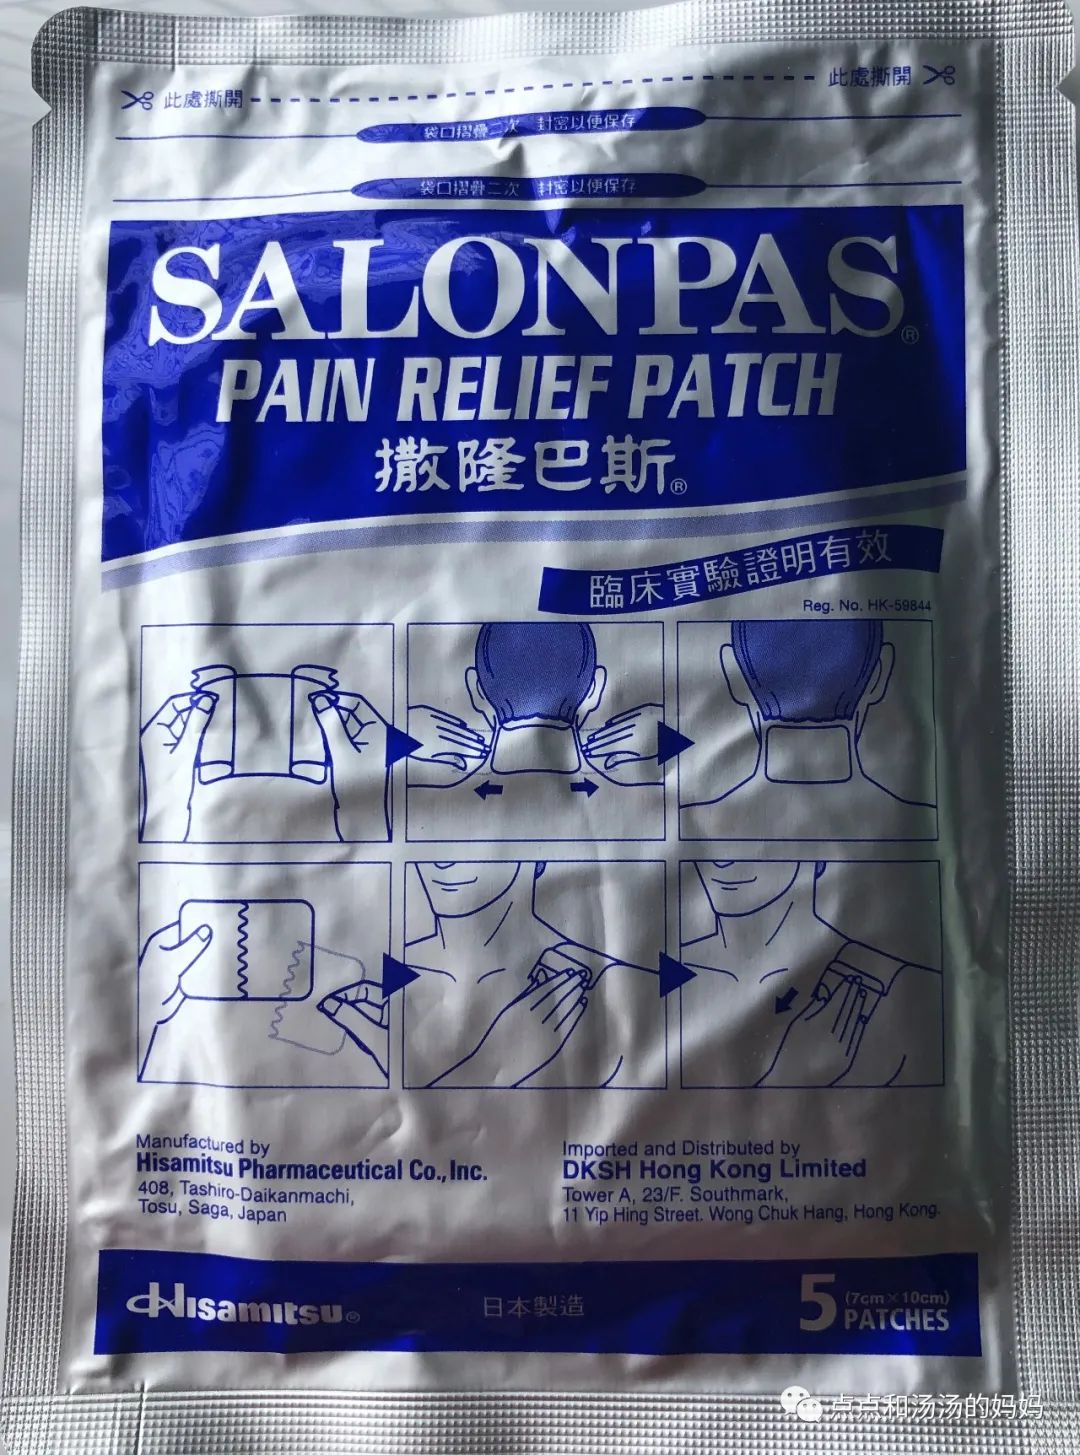 此處撕開
此處撕開
袋口摺疊二次 封密以便保存
袋口摺疊二次 封密以便保存
SALONPAS®
PAIN RELIEF PATCH
撒隆巴斯®
臨床實驗證明有效
Reg. No. HK-59844
Manufactured by
Hisamitsu Pharmaceutical Co., Inc.
408, Tashiro-Daikanmachi,
Tosu, Saga, Japan
Imported and Distributed by
DKSH Hong Kong Limited
Tower A, 23/F. Southmark,
11 Yip Hing Street. Wong Chuk Hang, Hong Kong.
Hisamitsu®
日本製造
5 (7cm×10cm)
PATCHES
点点和汤汤的妈妈